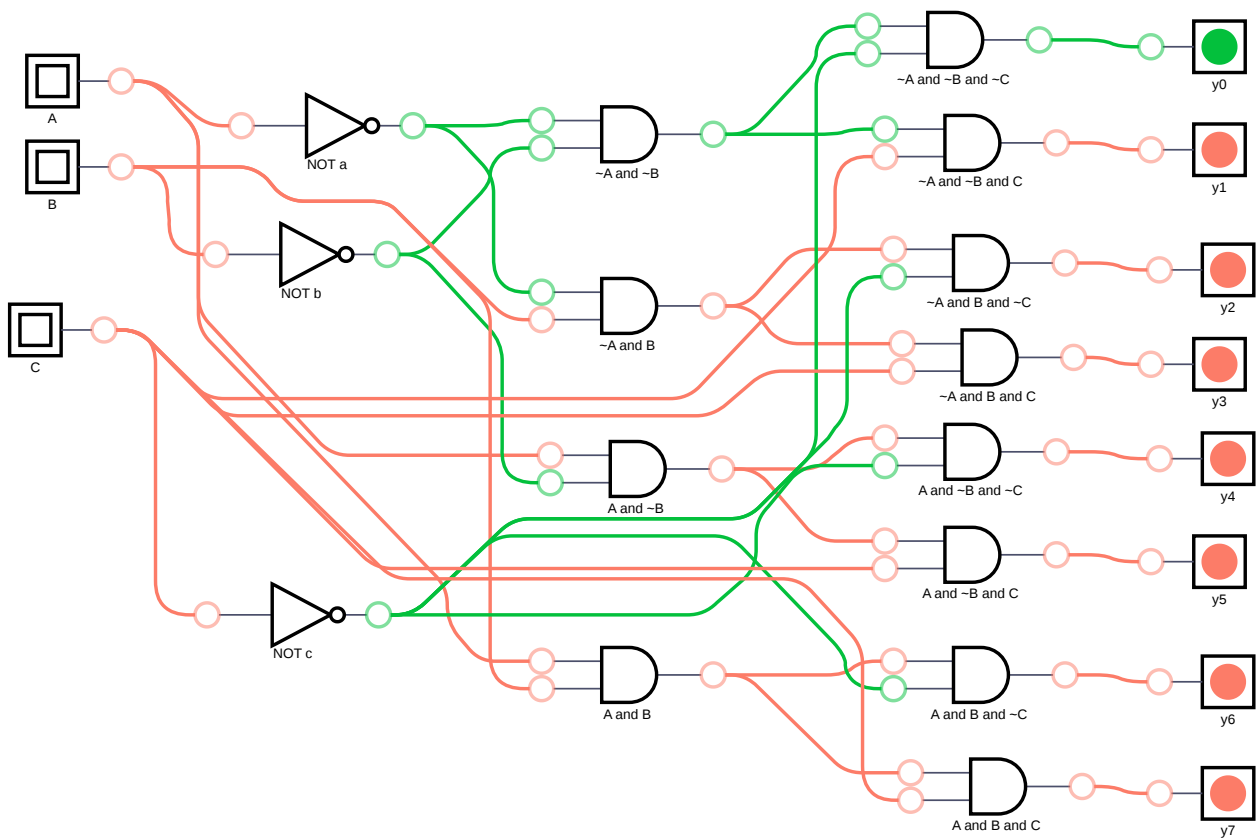 ~A and ~B and ~C
y0
A
NOT a
~A and ~B
~A and ~B and C
y1
B
NOT b
~A and B and ~C
y2
C
~A and B
~A and B and C
y3
A and ~B
A and ~B and ~C
y4
A and ~B and C
y5
NOT c
A and B
A and B and ~C
y6
A and B and C
y7